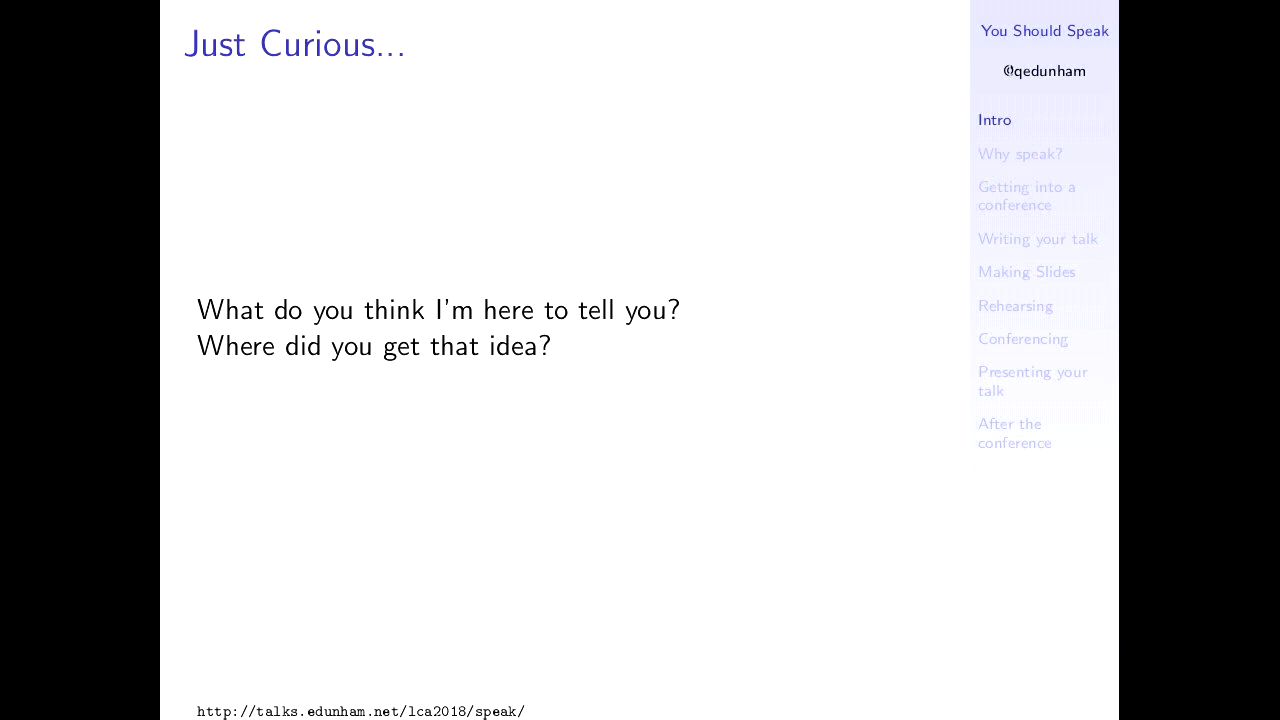 Just Curious...
What do you think I'm here to tell you?
Where did you get that idea?
http://talks.edunham.net/lca2018/speak/
You Should Speak
@qedunham
Intro
Why speak?
Getting into a
conference
Writing your talk
Making Slides
Rehearsing
Conferencing
Presenting your
talk
After the
conference